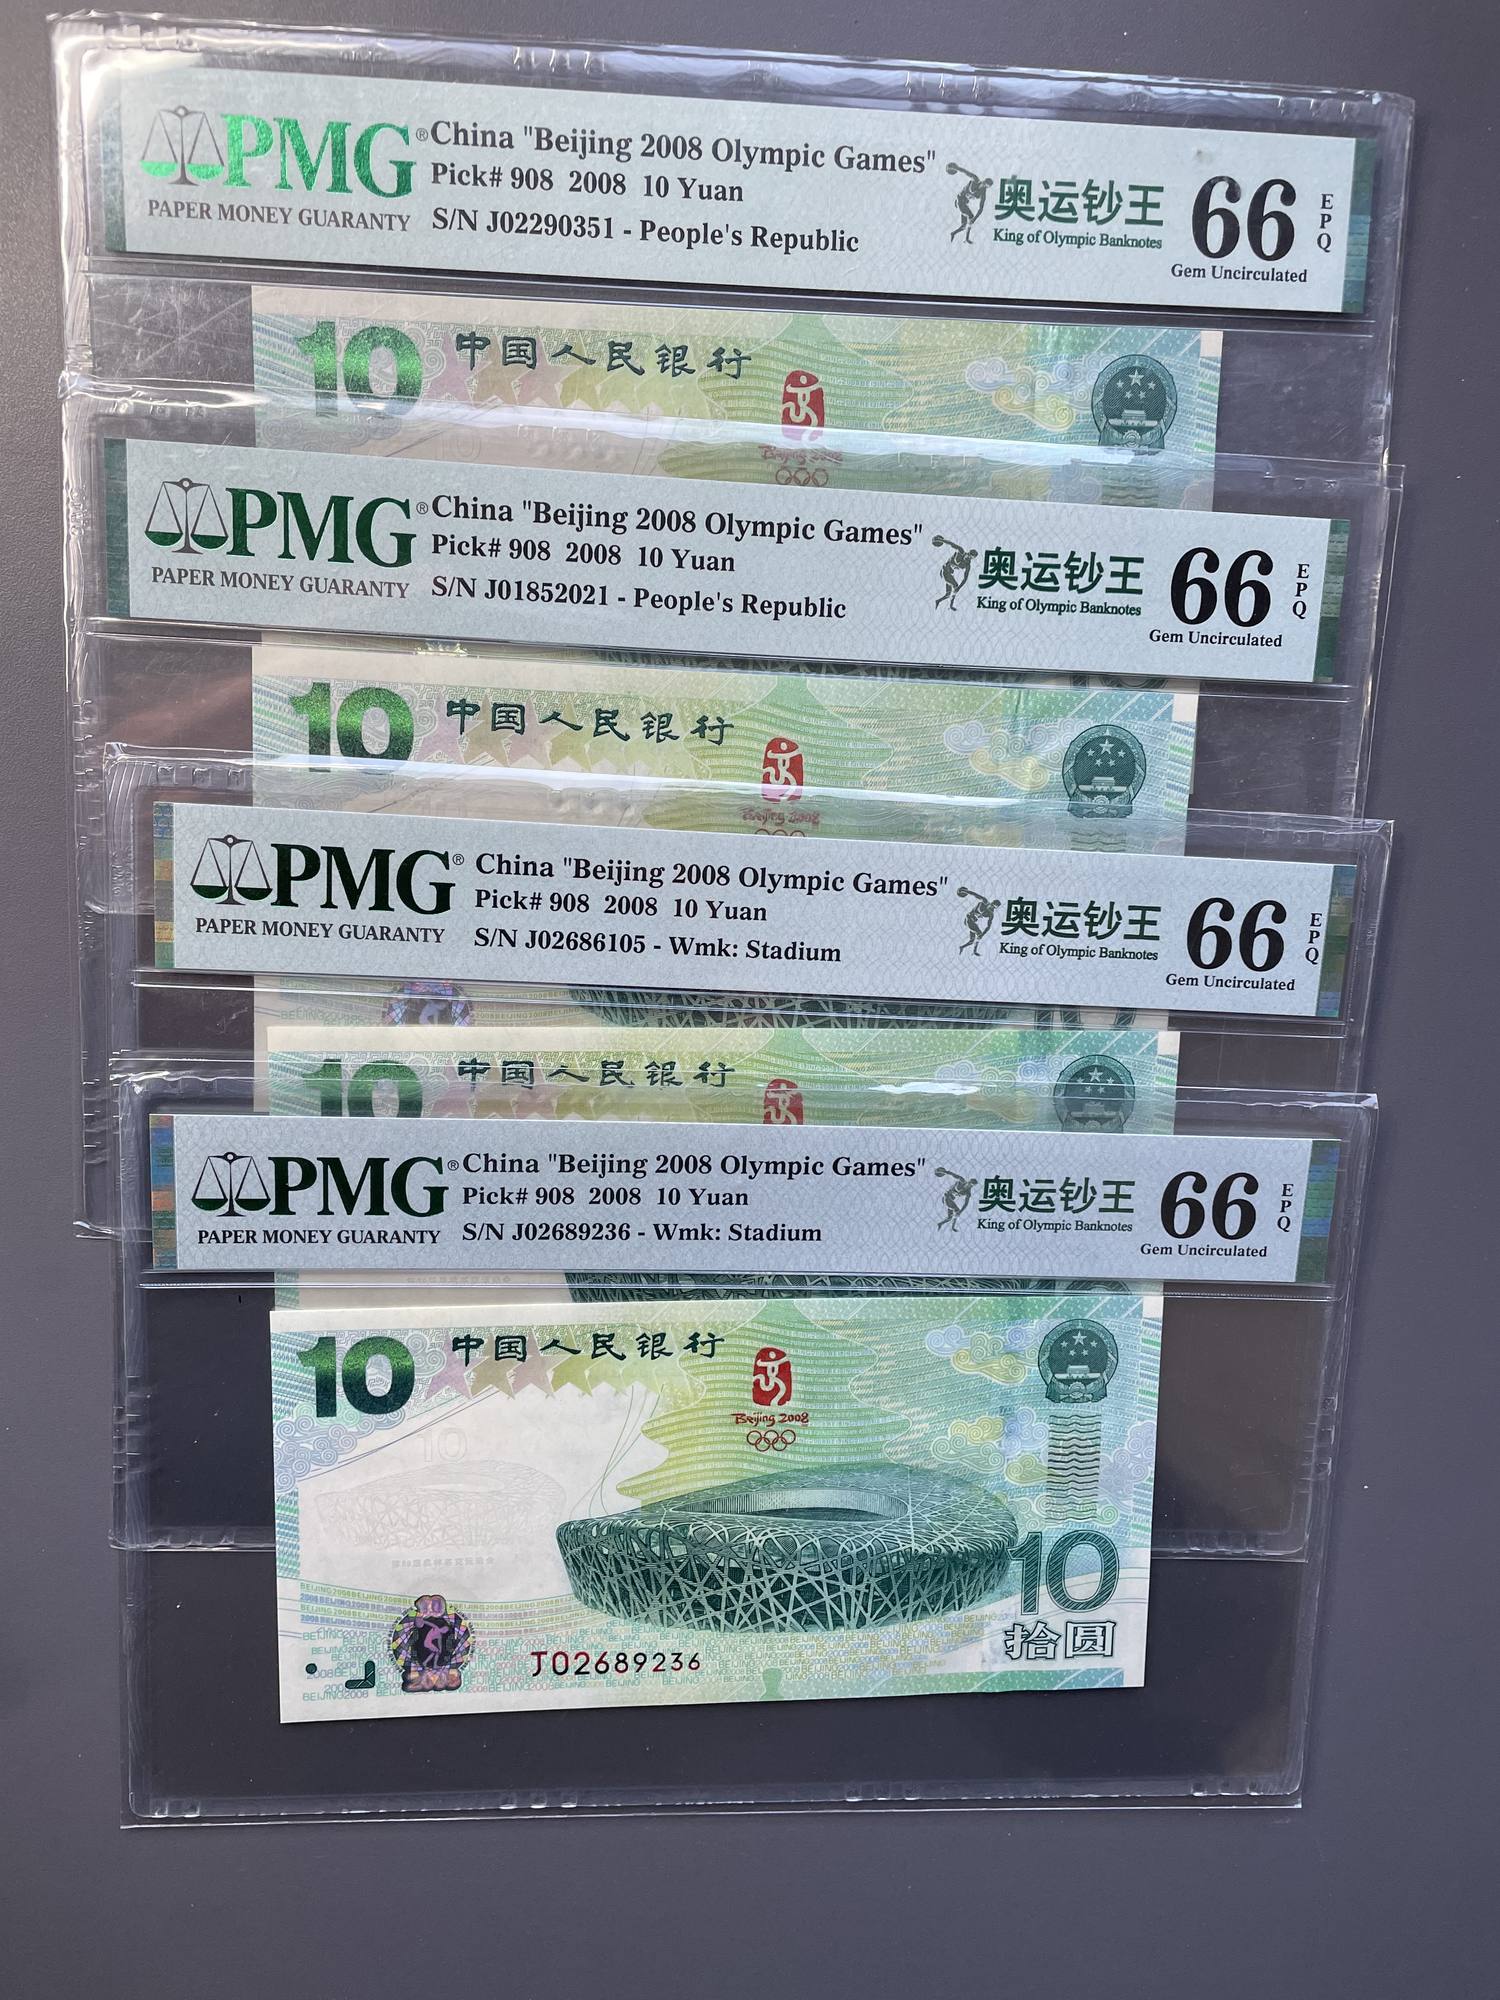 PMG®
PAPER MONEY GUARANTY
China "Beijing 2008 Olympic Games"
Pick# 908 2008 10 Yuan
S/N J02290351 - People's Republic
奥运钞王
King of Olympic Banknotes
66
EPQ
Gem Uncirculated
10
中国人民银行
Beijing 2008
PMG®
PAPER MONEY GUARANTY
China "Beijing 2008 Olympic Games"
Pick# 908 2008 10 Yuan
S/N J01852021 - People's Republic
奥运钞王
King of Olympic Banknotes
66
EPQ
Gem Uncirculated
10
中国人民银行
Beijing 2008
PMG®
PAPER MONEY GUARANTY
China "Beijing 2008 Olympic Games"
Pick# 908 2008 10 Yuan
S/N J02686105 - Wmk: Stadium
奥运钞王
King of Olympic Banknotes
66
EPQ
Gem Uncirculated
10
中国人民银行
PMG®
PAPER MONEY GUARANTY
China "Beijing 2008 Olympic Games"
Pick# 908 2008 10 Yuan
S/N J02689236 - Wmk: Stadium
奥运钞王
King of Olympic Banknotes
66
EPQ
Gem Uncirculated
10
中国人民银行
Beijing 2008
10
10
拾圆
2008
J02689236